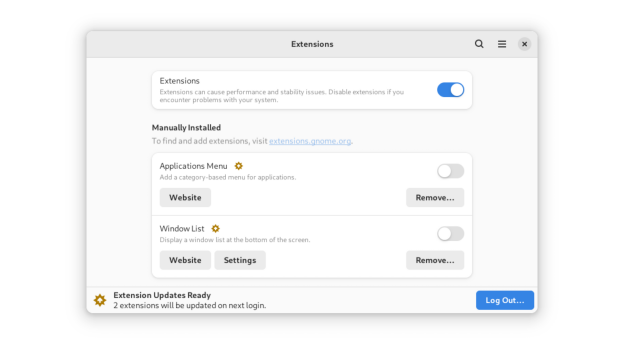 Extensions
Extensions
Extensions can cause performance and stability issues. Disable extensions if you
encounter problems with your system.
Manually Installed
To find and add extensions, visit extensions.gnome.org.
Applications Menu
Add a category-based menu for applications.
Website Remove...
Window List
Display a window list at the bottom of the screen.
Website Settings Remove...
Extension Updates Ready
2 extensions will be updated on next login.
Log Out...